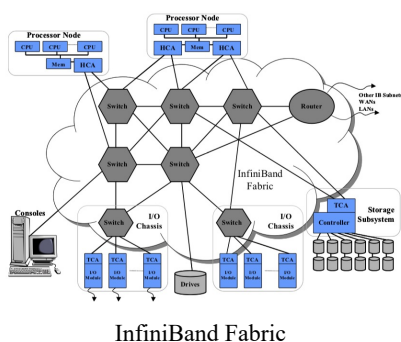 Processor Node
CPU CPU CPU
Mem HCA
Processor Node
CPU CPU CPU
HCA Mem HCA
Switch Switch Switch Router
Other IB Subnets
WANs
LANs
Switch Switch
InfiniBand
Fabric
Consoles
Switch
I/O
Chassis
Switch
I/O
Chassis
TCA
Controller
Storage
Subsystem
TCA TCA TCA
I/O I/O I/O
Module Module Module
Drives
TCA TCA TCA
I/O I/O I/O
Module Module Module
InfiniBand Fabric